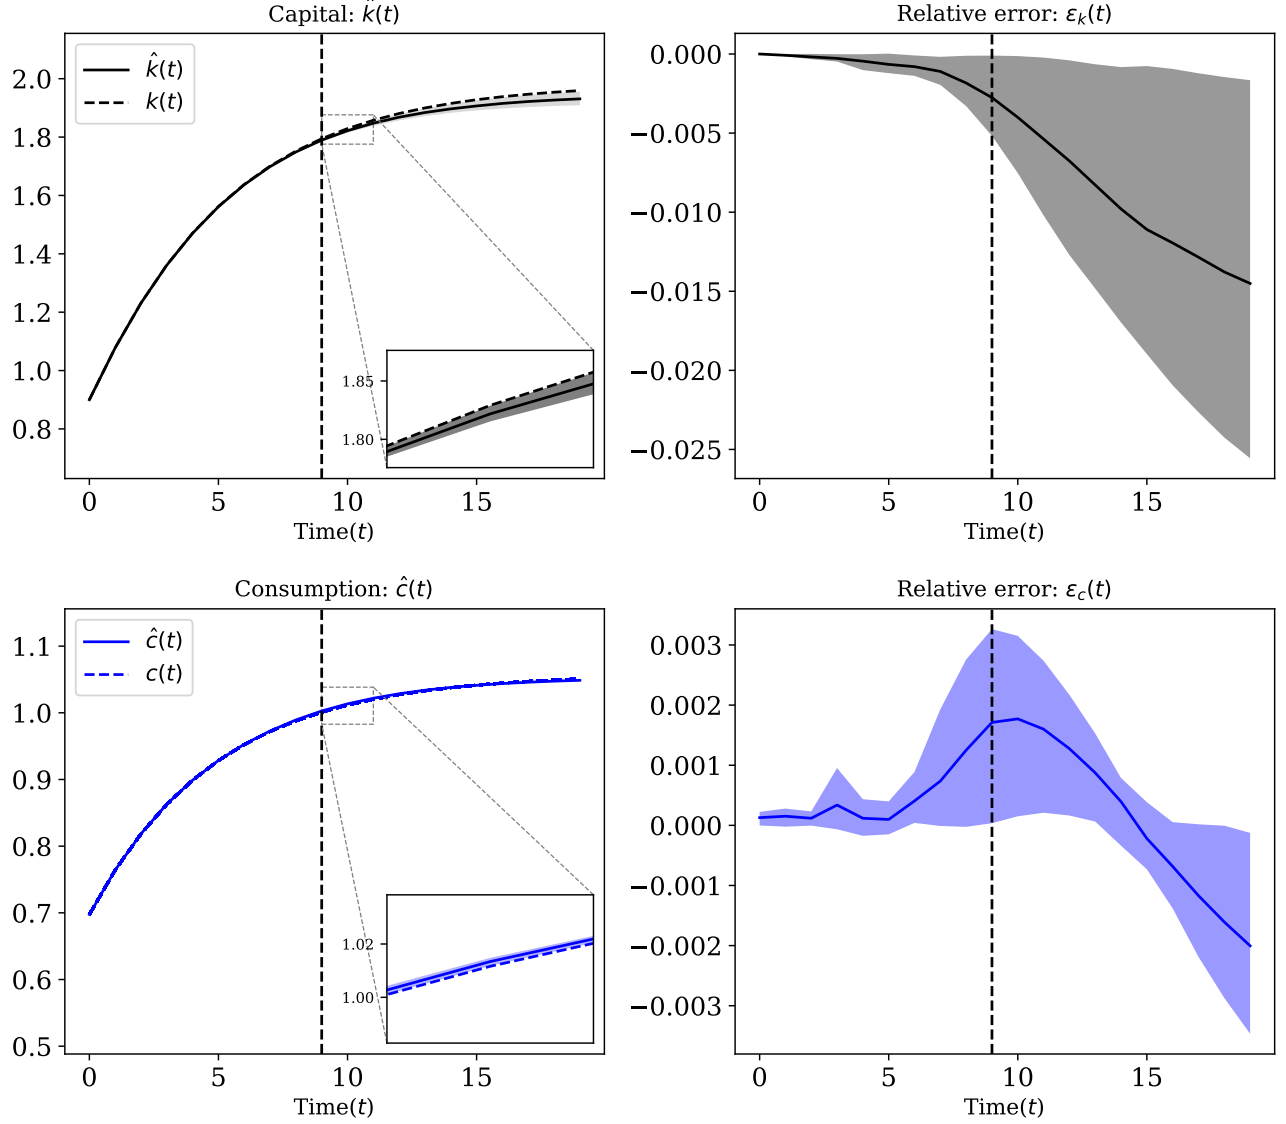 Capital: k̂(t)
k̂(t)
k(t)
2.0
1.8
1.6
1.4
1.2
1.0
0.8
1.85
1.80
0 5 10 15
Time(t)
Relative error: ε_k(t)
0.000
−0.005
−0.010
−0.015
−0.020
−0.025
0 5 10 15
Time(t)
Consumption: ĉ(t)
ĉ(t)
c(t)
1.1
1.0
0.9
0.8
0.7
0.6
0.5
1.02
1.00
0 5 10 15
Time(t)
Relative error: ε_c(t)
0.003
0.002
0.001
0.000
−0.001
−0.002
−0.003
0 5 10 15
Time(t)